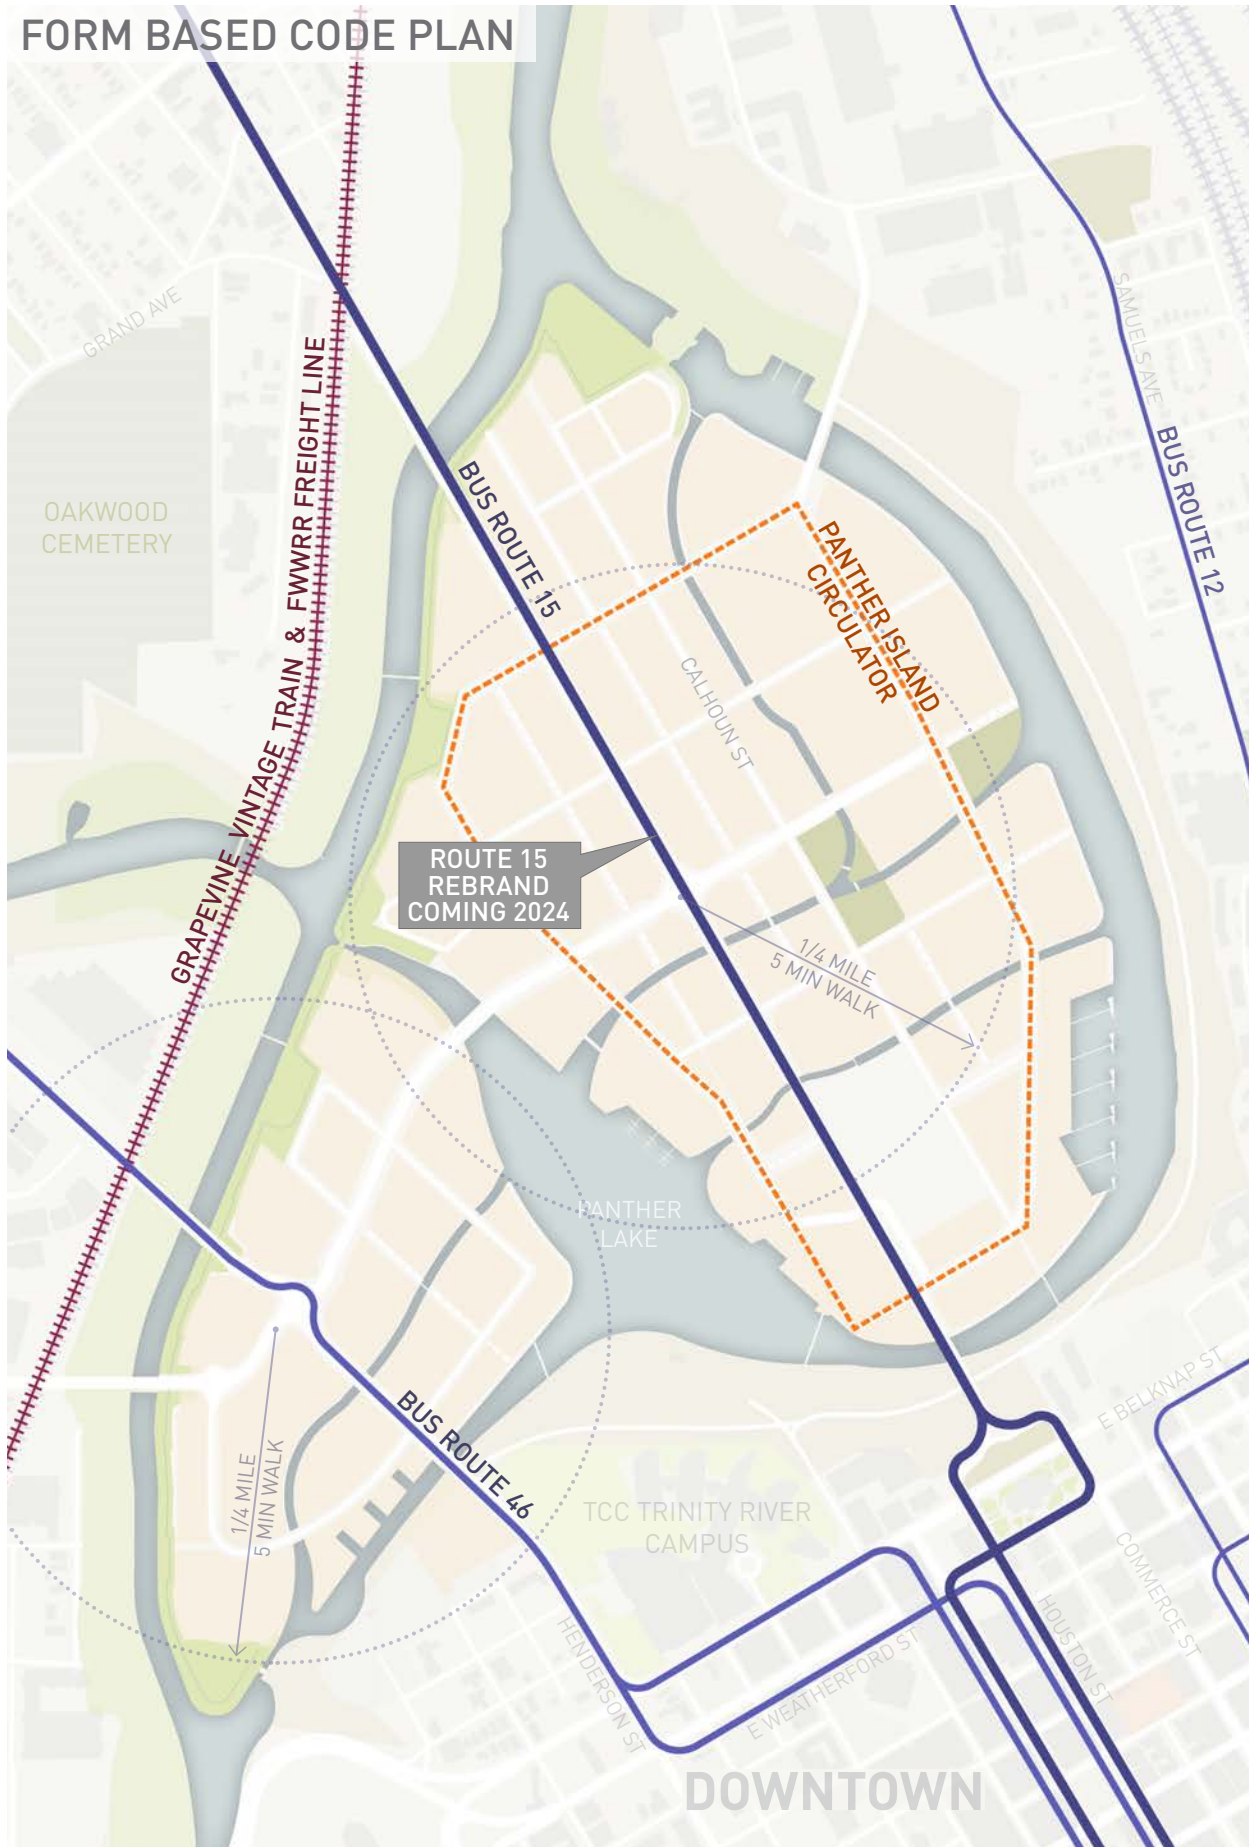 FORM BASED CODE PLAN
GRAND AVE
SAMUELS AVE
BUS ROUTE 12
GRAPEVINE VINTAGE TRAIN & FWWRR FREIGHT LINE
OAKWOOD
CEMETERY
BUS ROUTE 15
PANTHER ISLAND
CIRCULATOR
CALHOUN ST
ROUTE 15
REBRAND
COMING 2024
1/4 MILE
5 MIN WALK
PANTHER
LAKE
E BELKNAP ST
BUS ROUTE 46
1/4 MILE
5 MIN WALK
TCC TRINITY RIVER
CAMPUS
COMMERCE ST
HOUSTON ST
HENDERSON ST
E WEATHERFORD ST
DOWNTOWN